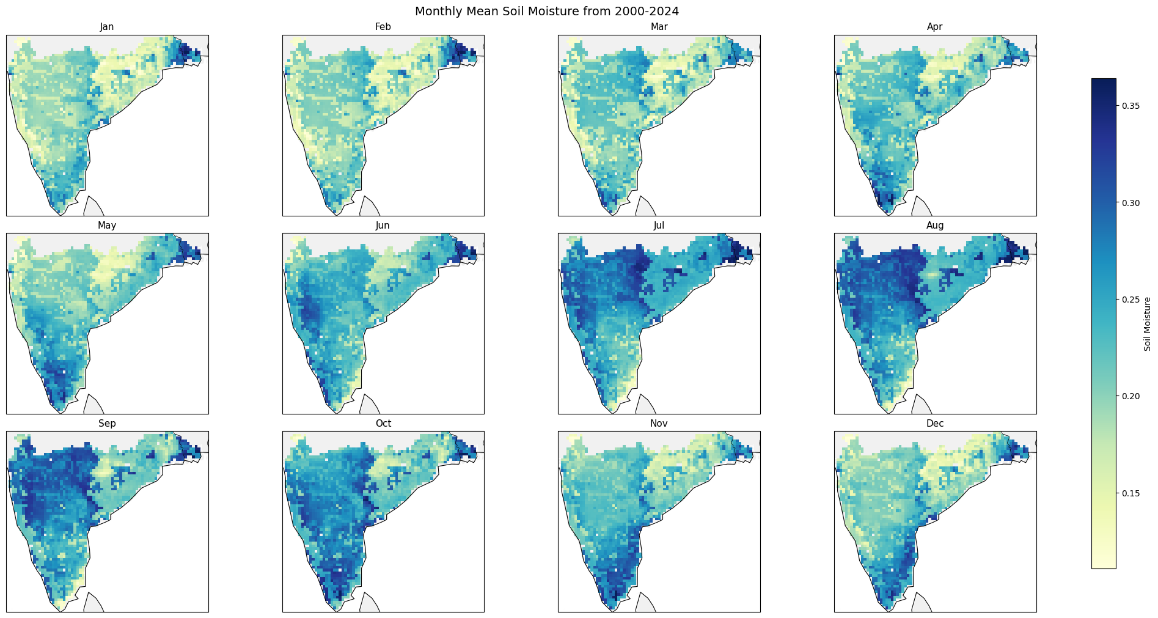 Monthly Mean Soil Moisture from 2000-2024
Jan
Feb
Mar
Apr
May
Jun
Jul
Aug
Sep
Oct
Nov
Dec
0.35
0.30
0.25
0.20
0.15
Soil Moisture